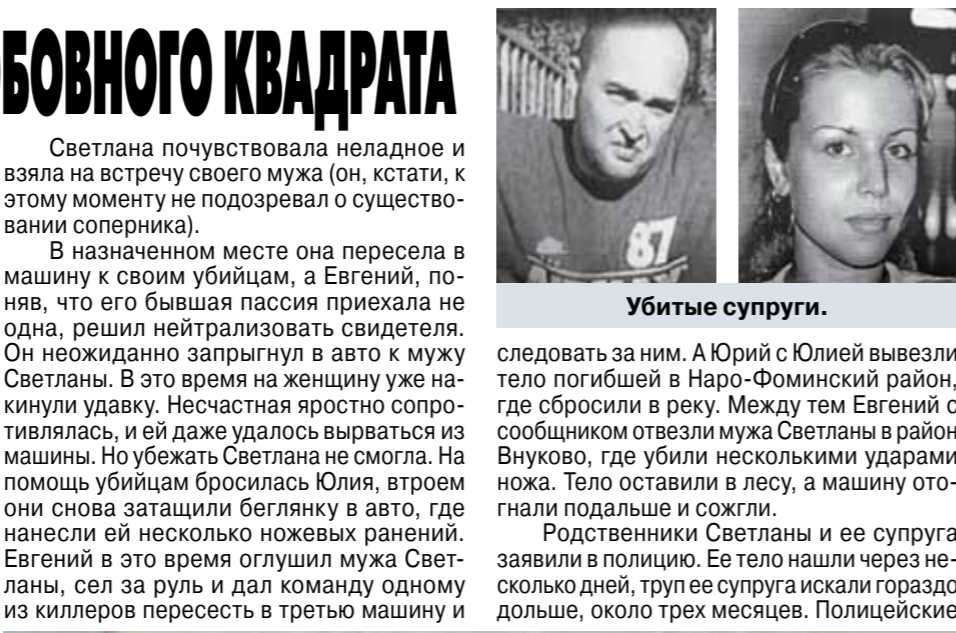 БОВНОГО КВАДРАТА
Светлана почувствовала неладное и
взяла на встречу своего мужа (он, кстати, к
этому моменту не подозревал о существо-
вании соперника).
В назначенном месте она пересела в
машину к своим убийцам, а Евгений, по-
няв, что его бывшая пассия приехала не
одна, решил нейтрализовать свидетеля.
Он неожиданно запрыгнул в авто к мужу
Светланы. В это время на женщину уже на-
кинули удавку. Несчастная яростно сопро-
тивлялась, и ей даже удалось вырваться из
машины. Но убежать Светлана не смогла. На
помощь убийцам бросилась Юлия, втроем
они снова затащили беглянку в авто, где
нанесли ей несколько ножевых ранений.
Евгений в это время оглушил мужа Свет-
ланы, сел за руль и дал команду одному
из киллеров пересесть в третью машину и
87
Убитые супруги.
следовать за ним. А Юрий с Юлией вывезли
тело погибшей в Наро-Фоминский район,
где сбросили в реку. Между тем Евгений с
сообщником отвезли мужа Светланы в район
Внуково, где убили несколькими ударами
ножа. Тело оставили в лесу, а машину ото-
гнали подальше и сожгли.
Родственники Светланы и ее супруга
заявили в полицию. Ее тело нашли через не-
сколько дней, труп ее супруга искали гораздо
дольше, около трех месяцев. Полицейские